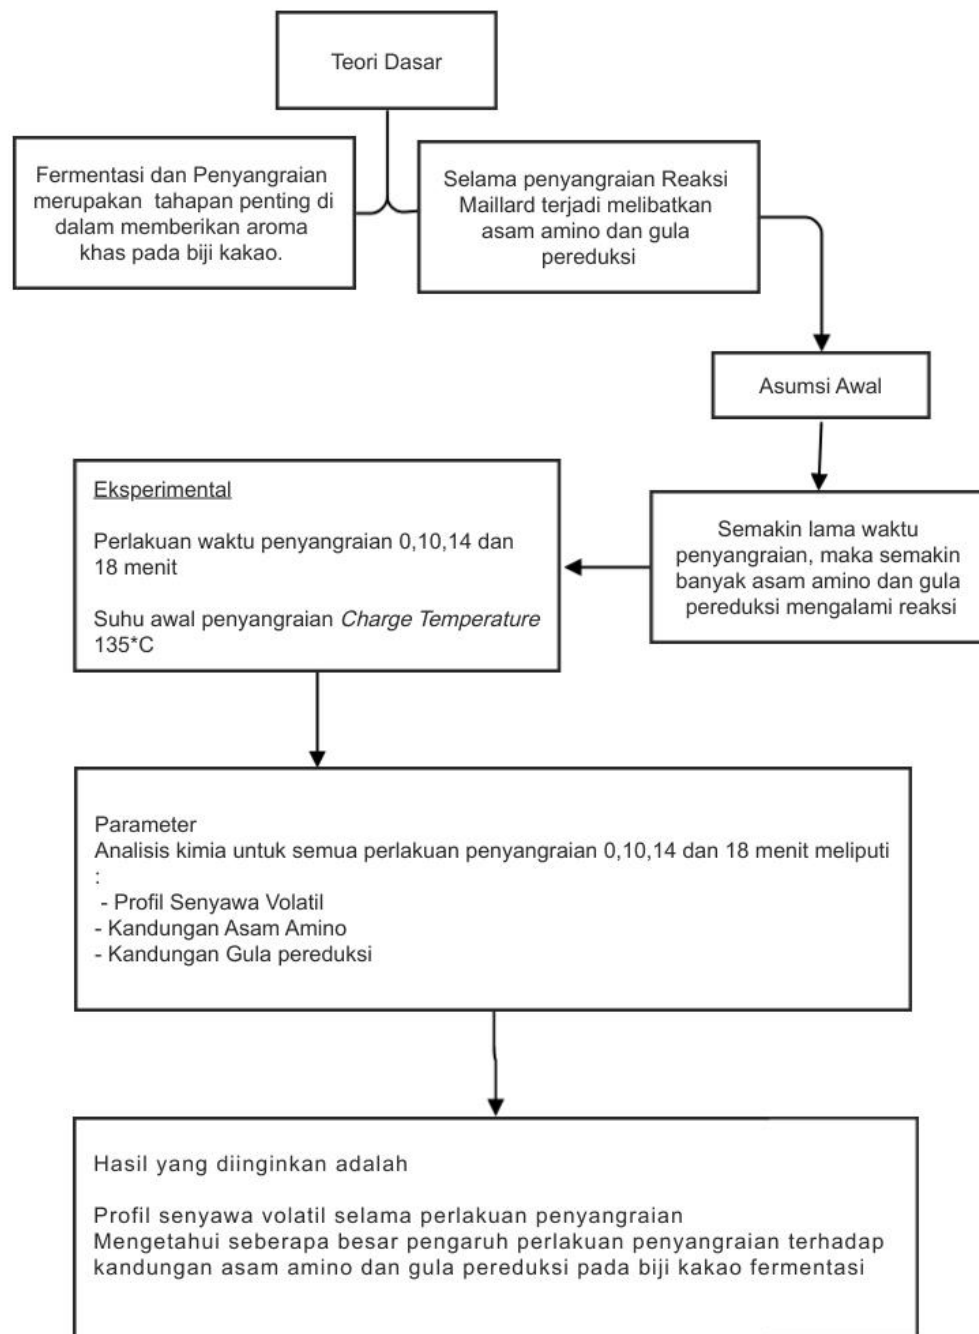 Teori Dasar
Fermentasi dan Penyangraian
merupakan tahapan penting di
dalam memberikan aroma
khas pada biji kakao.
Selama penyangraian Reaksi
Maillard terjadi melibatkan
asam amino dan gula
pereduksi
Asumsi Awal
Semakin lama waktu
penyangraian, maka semakin
banyak asam amino dan gula
pereduksi mengalami reaksi
Eksperimental
Perlakuan waktu penyangraian 0,10,14 dan
18 menit
Suhu awal penyangraian Charge Temperature
135*C
Parameter
Analisis kimia untuk semua perlakuan penyangraian 0,10,14 dan 18 menit meliputi
:
- Profil Senyawa Volatil
- Kandungan Asam Amino
- Kandungan Gula pereduksi
Hasil yang diinginkan adalah
Profil senyawa volatil selama perlakuan penyangraian
Mengetahui seberapa besar pengaruh perlakuan penyangraian terhadap
kandungan asam amino dan gula pereduksi pada biji kakao fermentasi